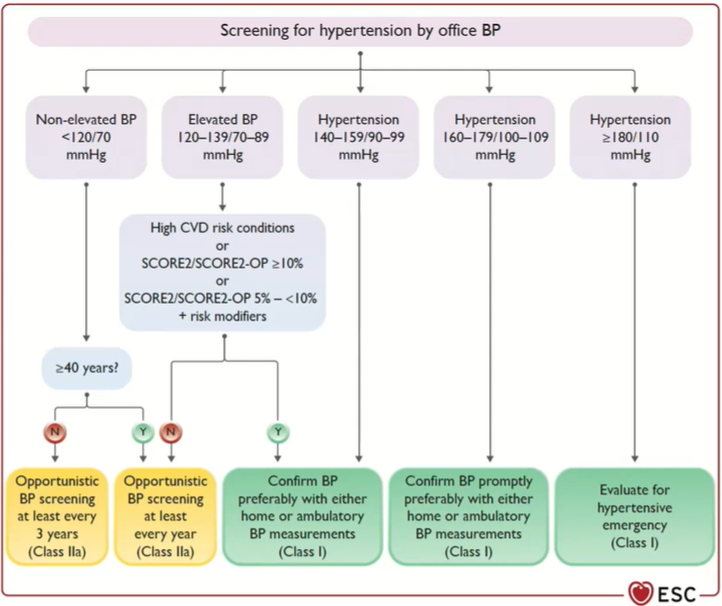 Screening for hypertension by office BP
Non-elevated BP
<120/70
mmHg
Elevated BP
120–139/70–89
mmHg
Hypertension
140–159/90–99
mmHg
Hypertension
160–179/100–109
mmHg
Hypertension
≥180/110
mmHg
High CVD risk conditions
or
SCORE2/SCORE2-OP ≥10%
or
SCORE2/SCORE2-OP 5% – <10%
+ risk modifiers
≥40 years?
N
Y
N
Y
Opportunistic
BP screening
at least every
3 years
(Class IIa)
Opportunistic
BP screening
at least
every year
(Class IIa)
Confirm BP
preferably with either
home or ambulatory
BP measurements
(Class I)
Confirm BP promptly
preferably with either
home or ambulatory
BP measurements
(Class I)
Evaluate for
hypertensive
emergency
(Class I)
ESC